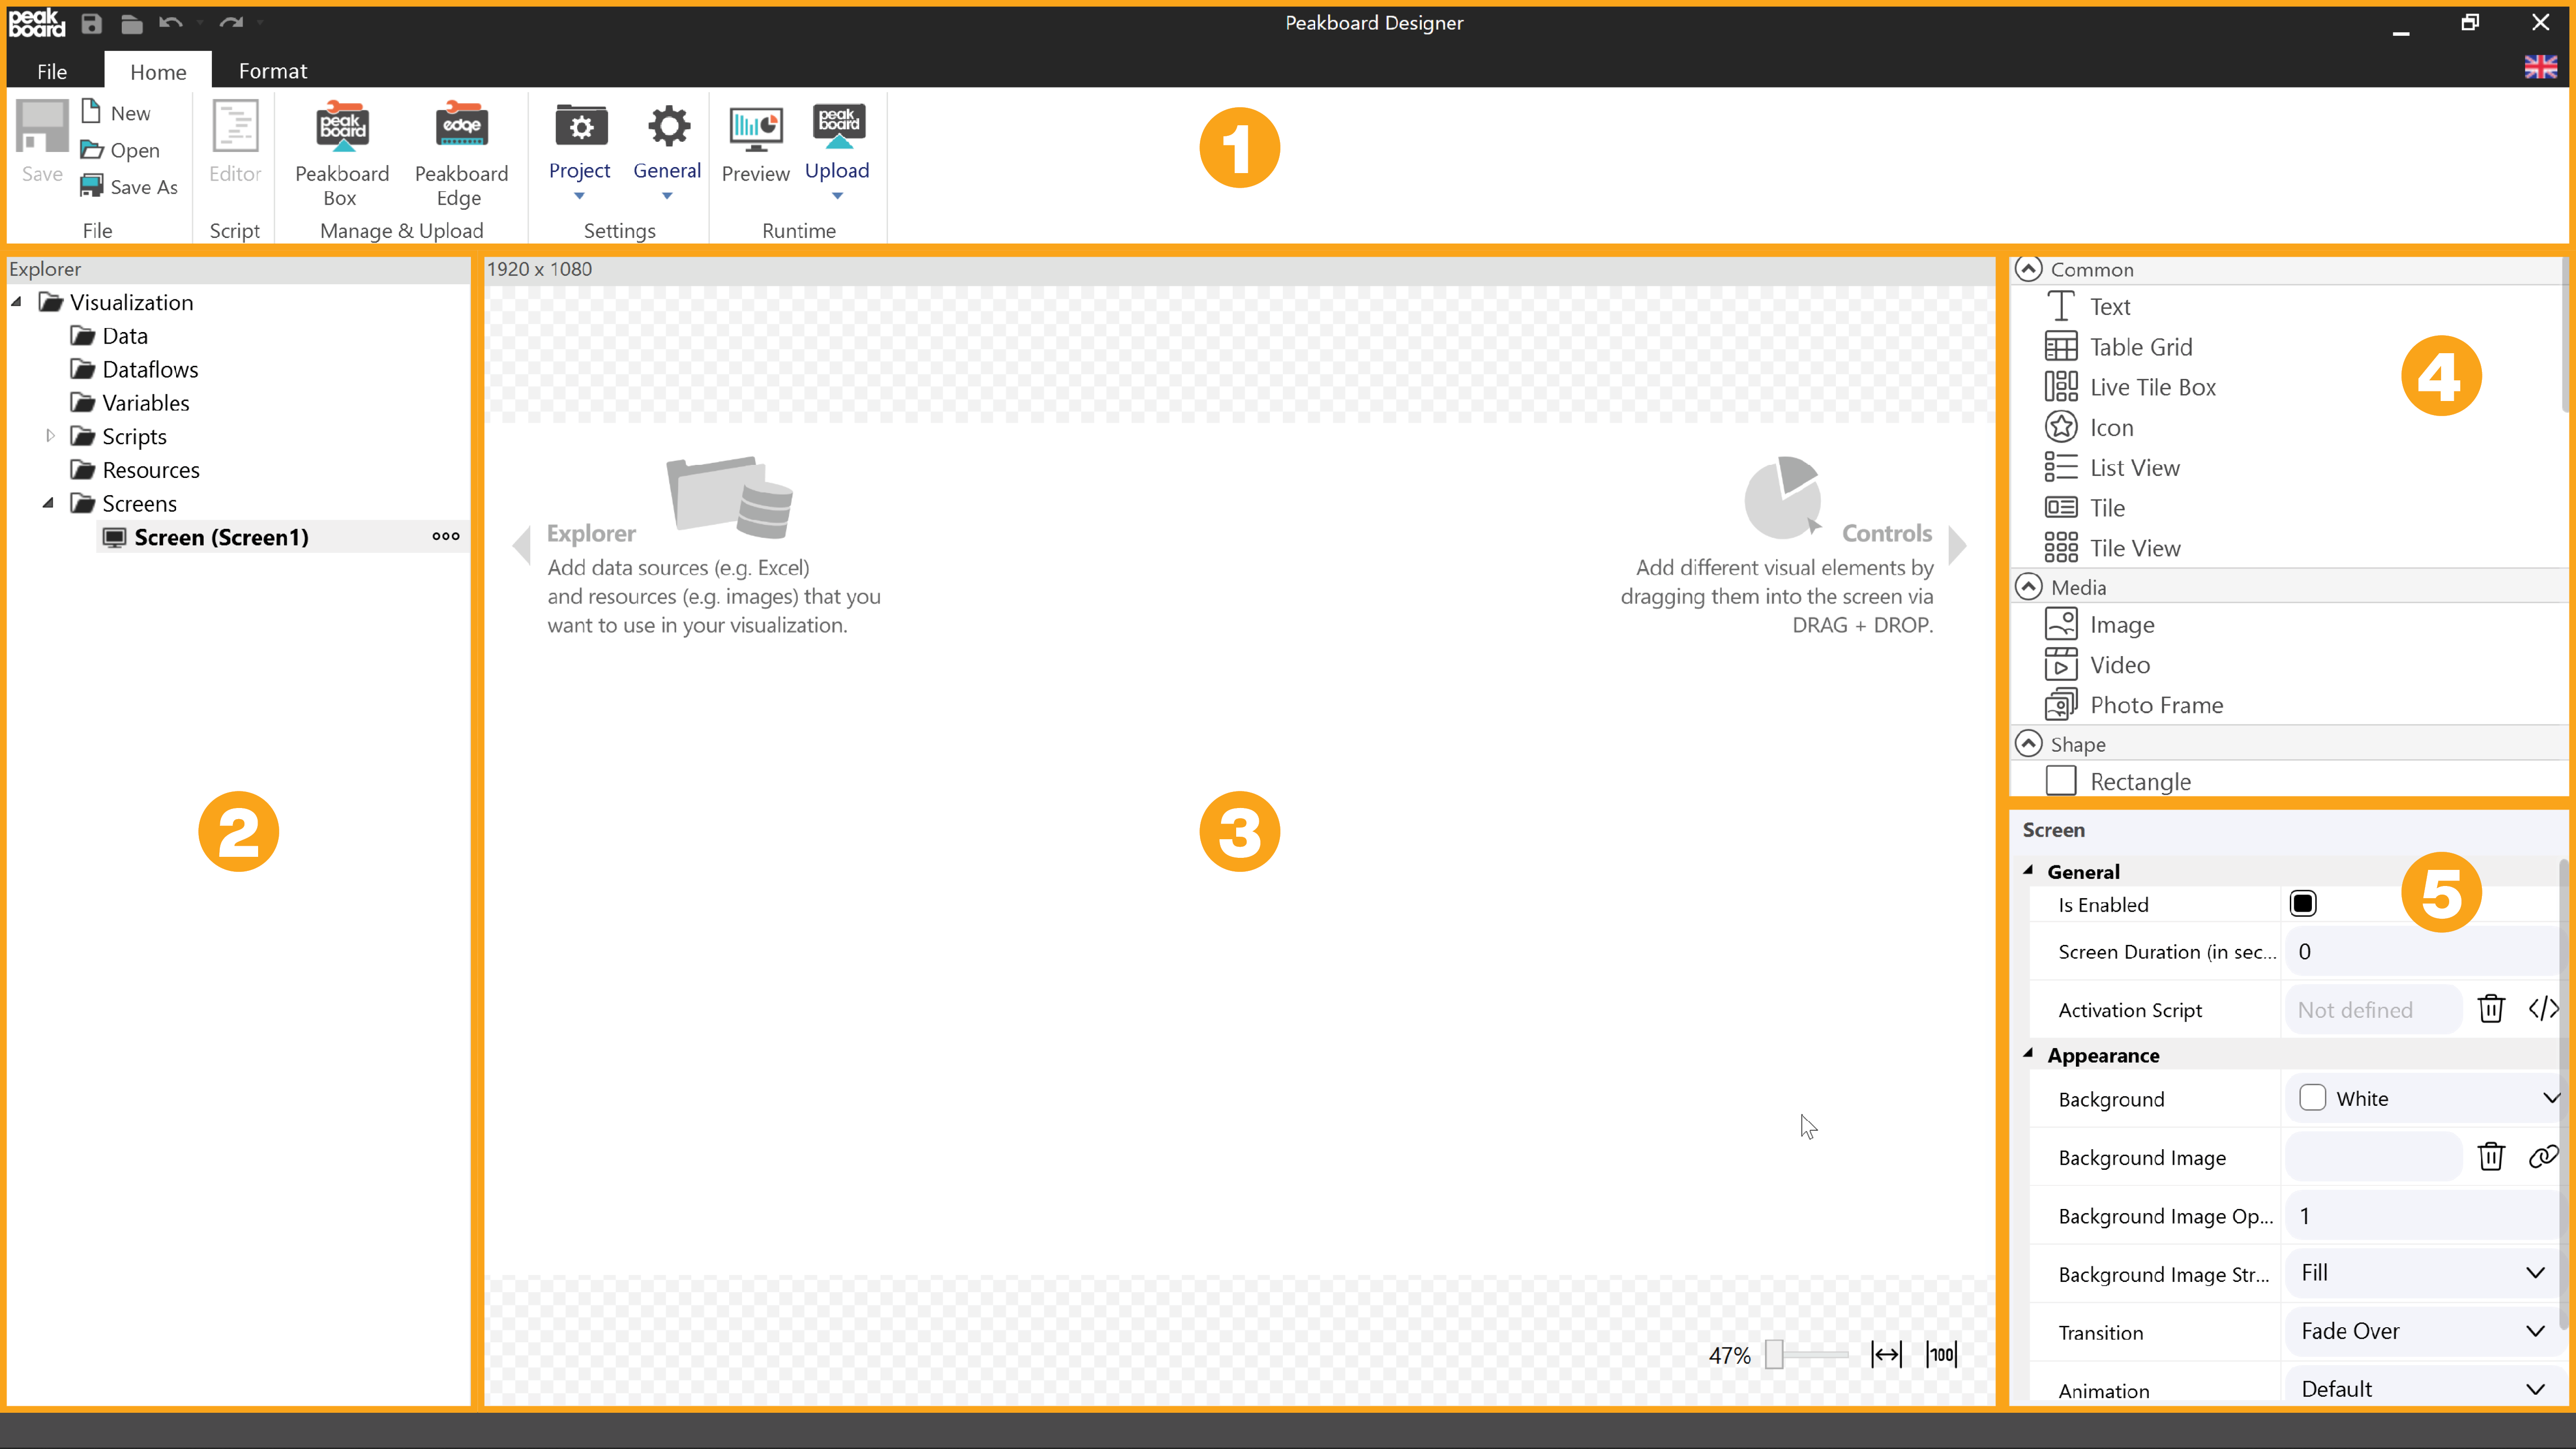 peak
board
Peakboard Designer
File
Home
Format
Save
New
Open
Save As
File
Editor
Script
peak
board
Peakboard
Box
edge
Peakboard
Edge
Manage & Upload
Project
General
Settings
Preview
peak
board
Upload
Runtime
1
Explorer
Visualization
Data
Dataflows
Variables
Scripts
Resources
Screens
Screen (Screen1)
2
1920 x 1080
Explorer
Add data sources (e.g. Excel)
and resources (e.g. images) that you
want to use in your visualization.
Controls
Add different visual elements by
dragging them into the screen via
DRAG + DROP.
3
47%
100
Common
Text
Table Grid
Live Tile Box
Icon
List View
Tile
Tile View
4
Media
Image
Video
Photo Frame
Shape
Rectangle
Screen
5
General
Is Enabled
Screen Duration (in sec... 0
Activation Script Not defined
Appearance
Background White
Background Image
Background Image Op... 1
Background Image Str... Fill
Transition Fade Over
Animation Default